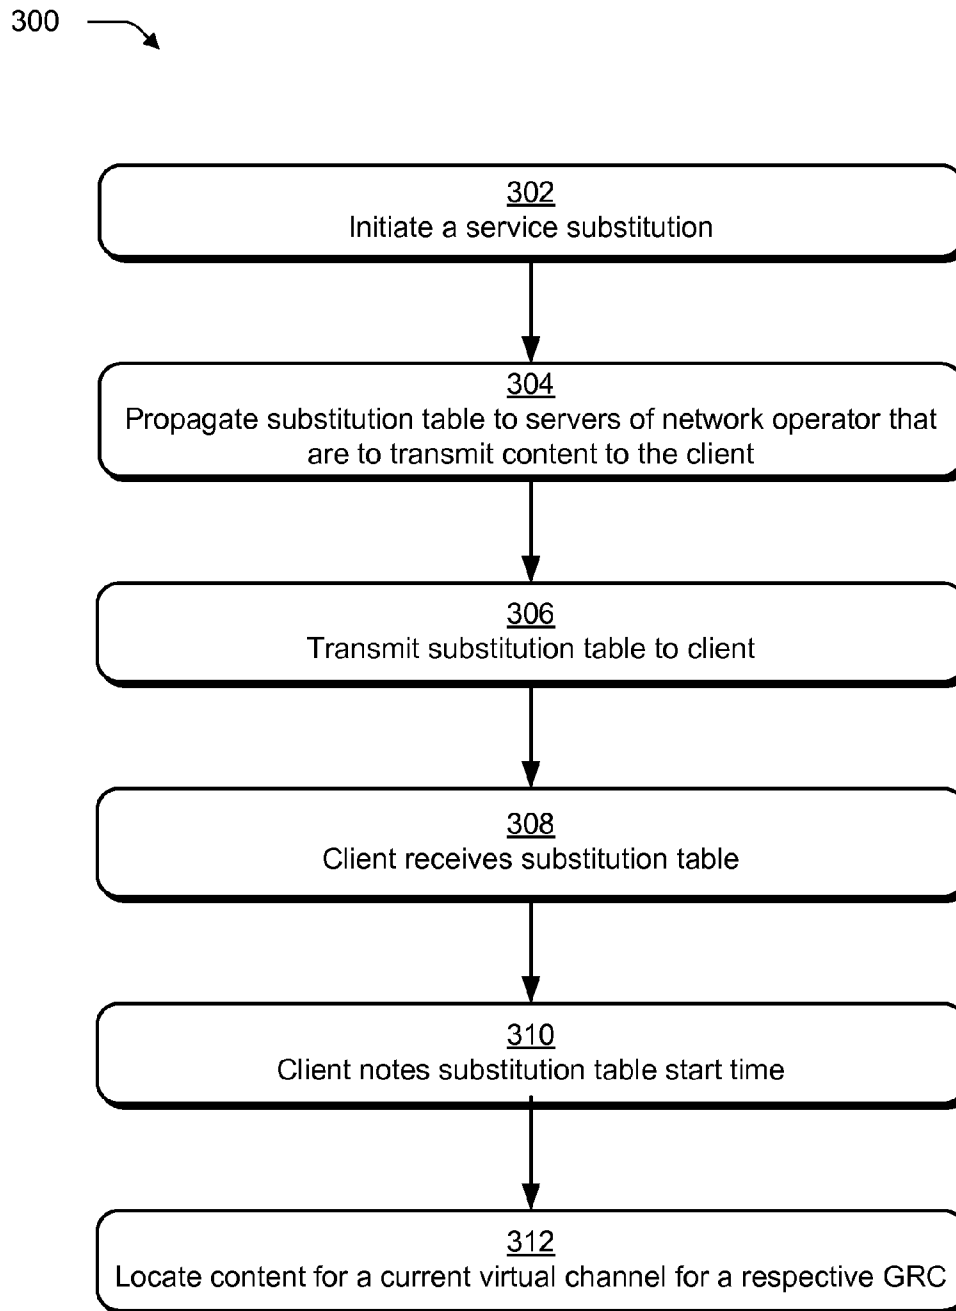 300
302
Initiate a service substitution
304
Propagate substitution table to servers of network operator that
are to transmit content to the client
306
Transmit substitution table to client
308
Client receives substitution table
310
Client notes substitution table start time
312
Locate content for a current virtual channel for a respective GRC